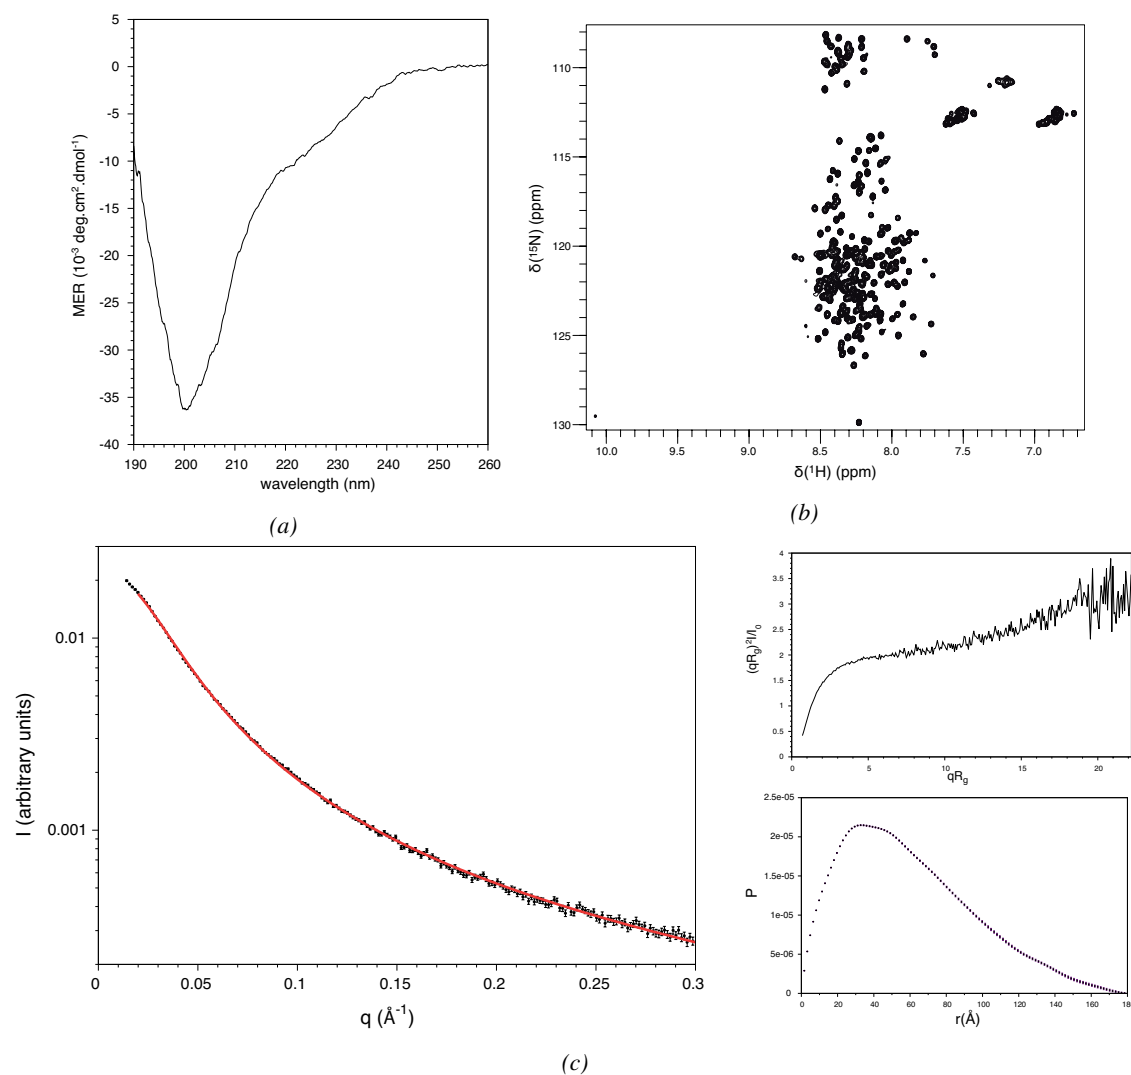 5
0
-5
-10
-15
-20
-25
-30
-35
-40
MER (10-3 deg.cm2.dmol-1)
190 200 210 220 230 240 250 260
wavelength (nm)
(a)
110
115
120
125
130
δ(15N) (ppm)
10.0 9.5 9.0 8.5 8.0 7.5 7.0
δ(1H) (ppm)
(b)
0.01
0.001
I (arbitrary units)
0 0.05 0.1 0.15 0.2 0.25 0.3
q (Å-1)
4
3.5
3
2.5
2
1.5
1
0.5
0
(qRg)2I/I0
0 5 10 15 20
qRg
2.5e-05
2e-05
1.5e-05
1e-05
5e-06
0
P
0 20 40 60 80 100 120 140 160 180
r(Å)
(c)